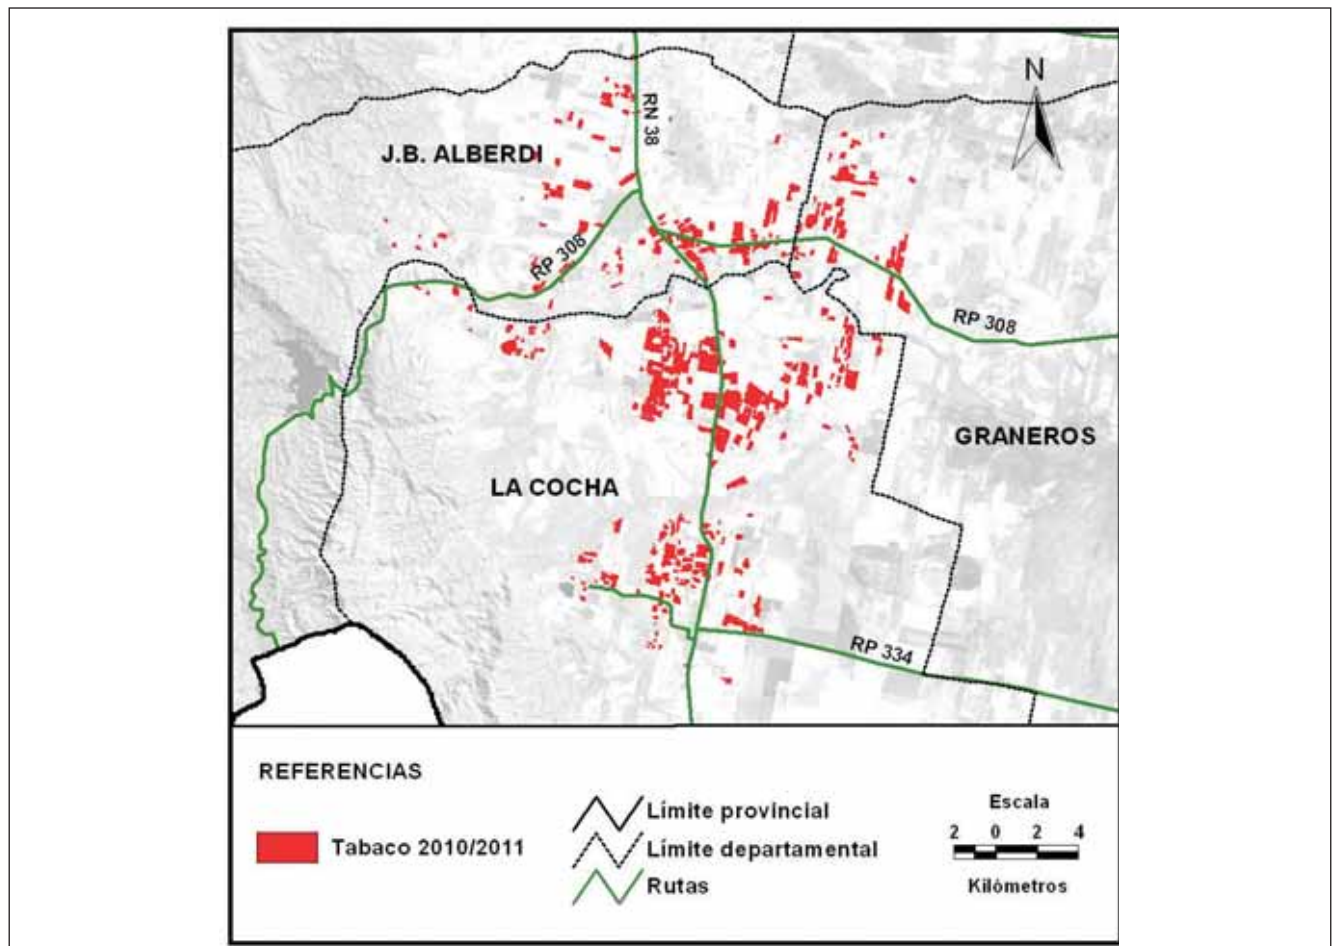 N
RN 38
J.B. ALBERDI
RP 308
RP 308
GRANEROS
LA COCHA
RP 334
REFERENCIAS
Tabaco 2010/2011
Límite provincial
Límite departamental
Rutas
Escala
2 0 2 4
Kilómetros